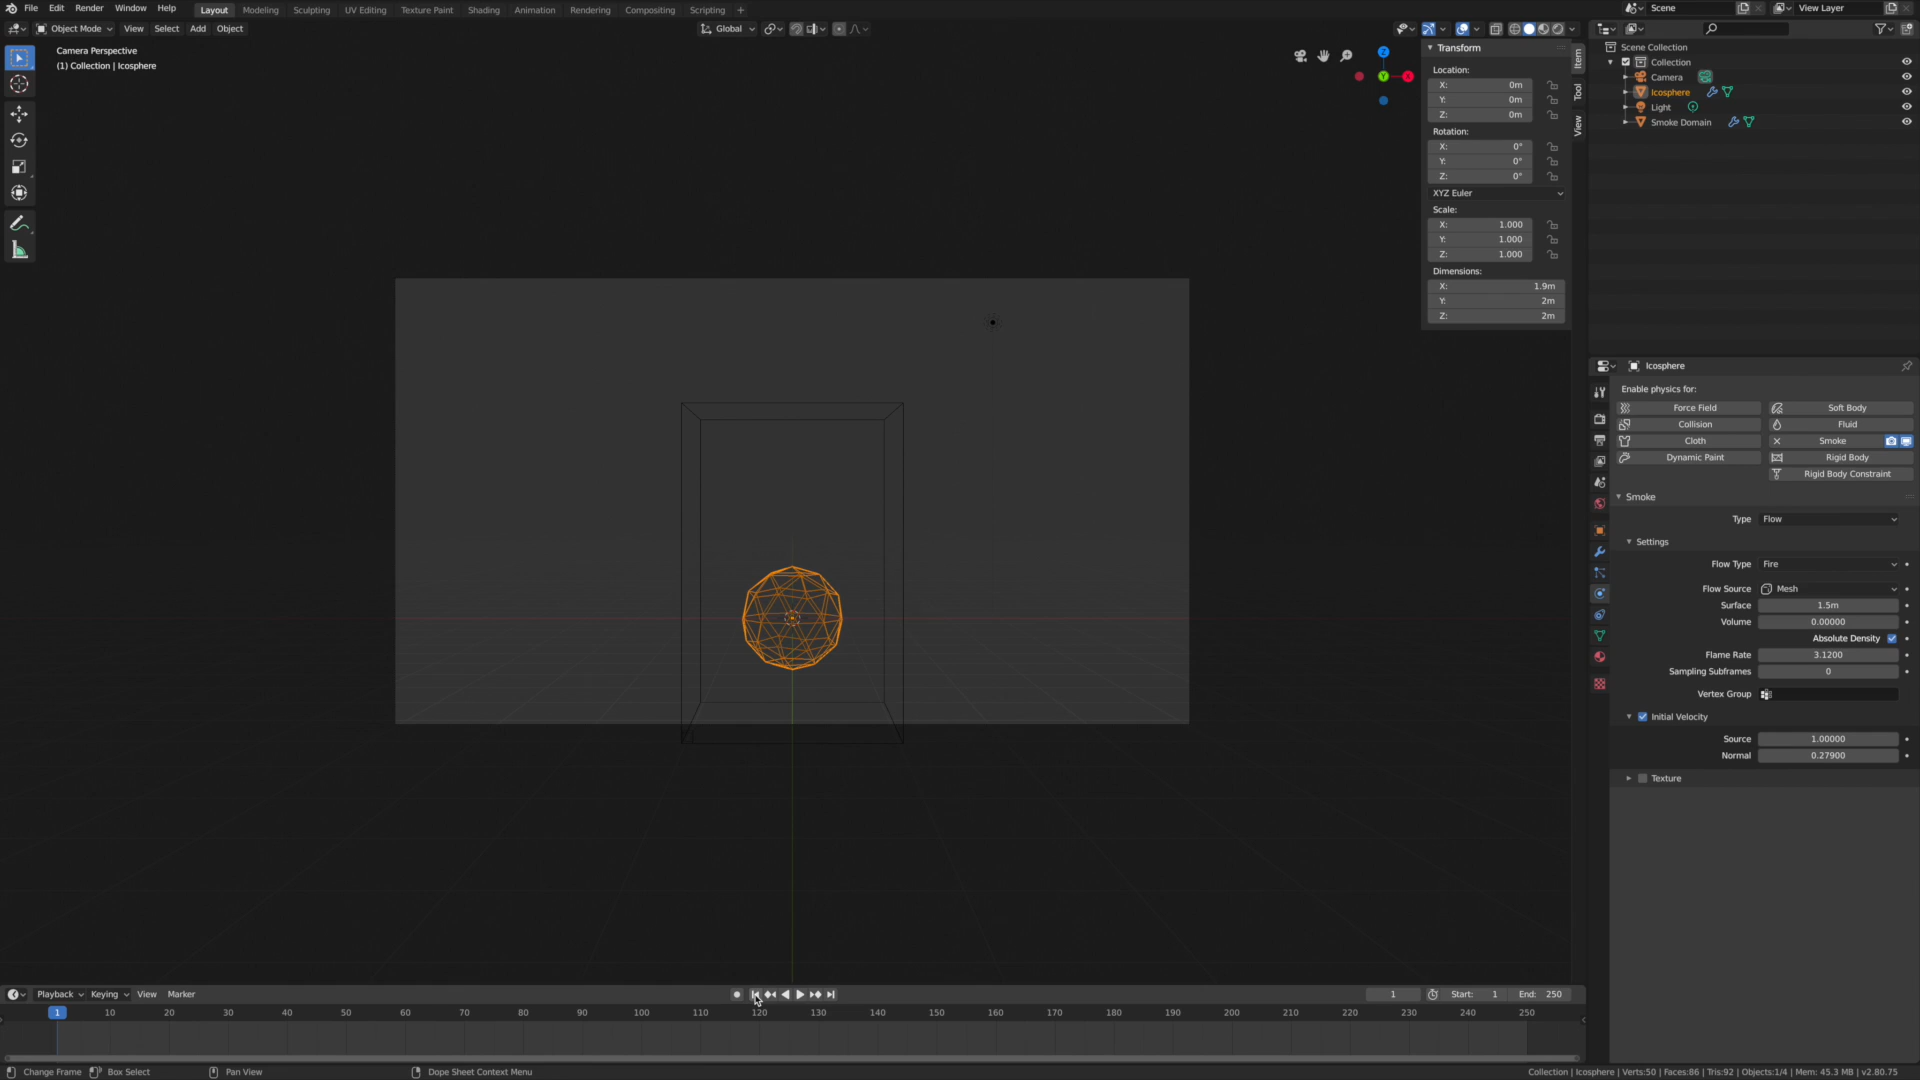 File Edit Render Window Help Layout Modeling Sculpting UV Editing Texture Paint Shading Animation Rendering Compositing Scripting + Scene View Layer
Object Mode View Select Add Object Global
Camera Perspective
(1) Collection | Icosphere
Z
Y
X
Transform
Location:
X: 0m
Y: 0m
Z: 0m
Rotation:
X: 0°
Y: 0°
Z: 0°
XYZ Euler
Scale:
X: 1.000
Y: 1.000
Z: 1.000
Dimensions:
X: 1.9m
Y: 2m
Z: 2m
Item
Tool
View
Scene Collection
Collection
Camera
Icosphere
Light
Smoke Domain
Icosphere
Enable physics for:
Force Field Soft Body
Collision Fluid
Cloth Smoke
Dynamic Paint Rigid Body
Rigid Body Constraint
Smoke
Type Flow
Settings
Flow Type Fire
Flow Source Mesh
Surface 1.5m
Volume 0.00000
Absolute Density
Flame Rate 3.1200
Sampling Subframes 0
Vertex Group
Initial Velocity
Source 1.00000
Normal 0.27900
Texture
Playback Keying View Marker 1 Start: 1 End: 250
1 10 20 30 40 50 60 70 80 90 100 110 120 130 140 150 160 170 180 190 200 210 220 230 240 250
Change Frame Box Select Pan View Dope Sheet Context Menu Collection | Icosphere | Verts:50 | Faces:86 | Tris:92 | Objects:1/4 | Mem: 45.3 MB | v2.80.75